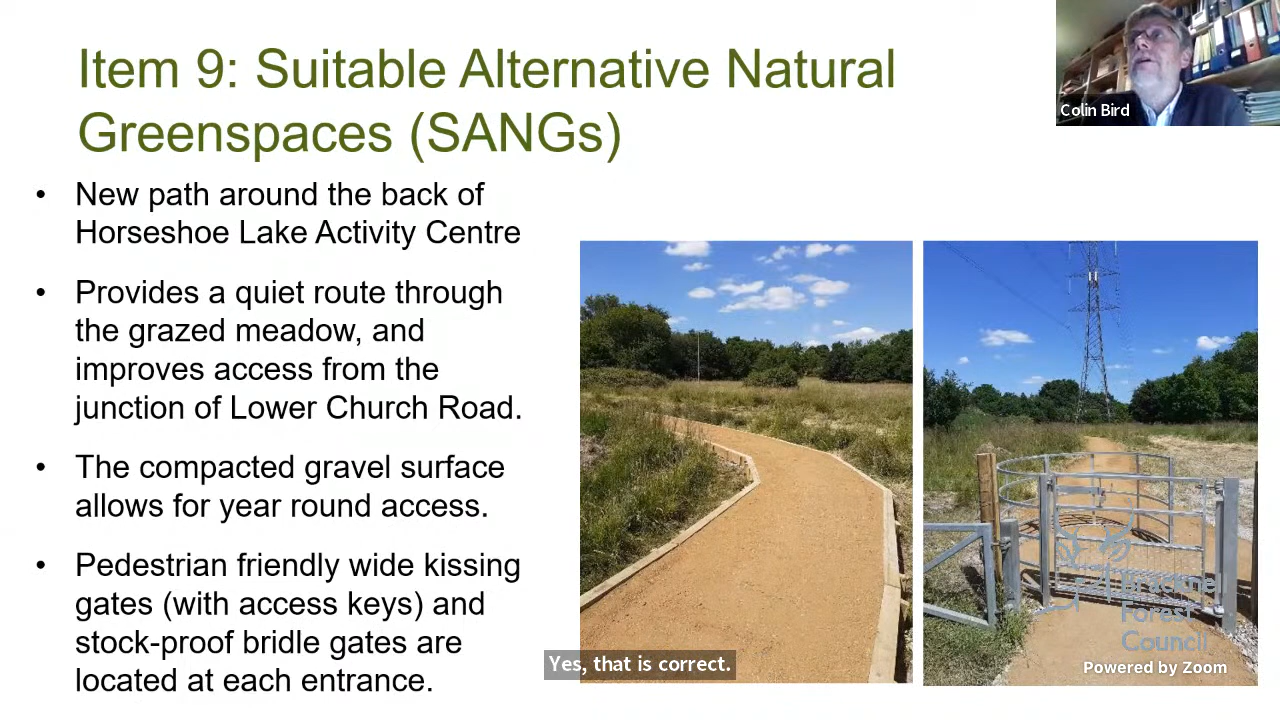 Item 9: Suitable Alternative Natural
Greenspaces (SANGs)
Colin Bird
• New path around the back of
Horseshoe Lake Activity Centre
• Provides a quiet route through
the grazed meadow, and
improves access from the
junction of Lower Church Road.
• The compacted gravel surface
allows for year round access.
• Pedestrian friendly wide kissing
gates (with access keys) and
stock-proof bridle gates are
located at each entrance.
Bracknell
Forest
Council
Yes, that is correct.
Powered by Zoom